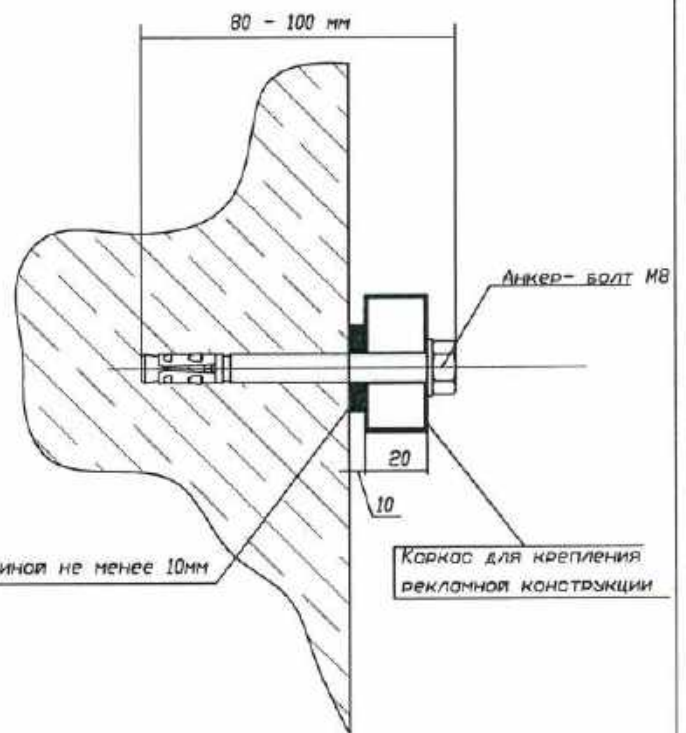 80 - 100 мм
Анкер- болт М8
20
10
иной не менее 10мм
Каркас для крепления
рекламной конструкции